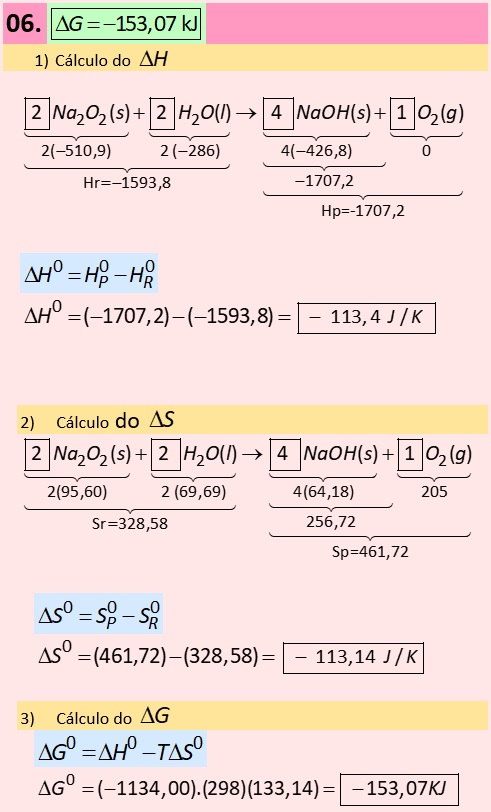 06. ΔG = −153,07 kJ
1) Cálculo do ΔH
2 Na₂O₂(s) + 2 H₂O(l) → 4 NaOH(s) + 1 O₂(g)
2(−510,9) 2 (−286) 4(−426,8) 0
Hr=−1593,8 −1707,2
Hp=-1707,2
ΔH⁰ = H⁰P − H⁰R
ΔH⁰ = (−1707,2)−(−1593,8) = − 113,4 J / K
2) Cálculo do ΔS
2 Na₂O₂(s) + 2 H₂O(l) → 4 NaOH(s) + 1 O₂(g)
2(95,60) 2 (69,69) 4(64,18) 205
Sr=328,58 256,72
Sp=461,72
ΔS⁰ = S⁰P − S⁰R
ΔS⁰ = (461,72)−(328,58) = − 113,14 J / K
3) Cálculo do ΔG
ΔG⁰ = ΔH⁰ − TΔS⁰
ΔG⁰ = (−1134,00).(298)(133,14) = −153,07KJ